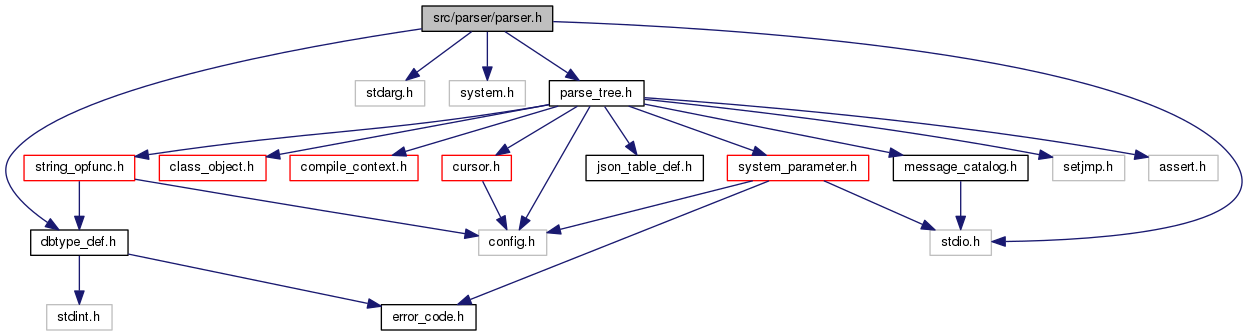 src/parser/parser.h
stdarg.h
system.h
parse_tree.h
string_opfunc.h
class_object.h
compile_context.h
cursor.h
json_table_def.h
system_parameter.h
message_catalog.h
setjmp.h
assert.h
dbtype_def.h
config.h
stdio.h
stdint.h
error_code.h